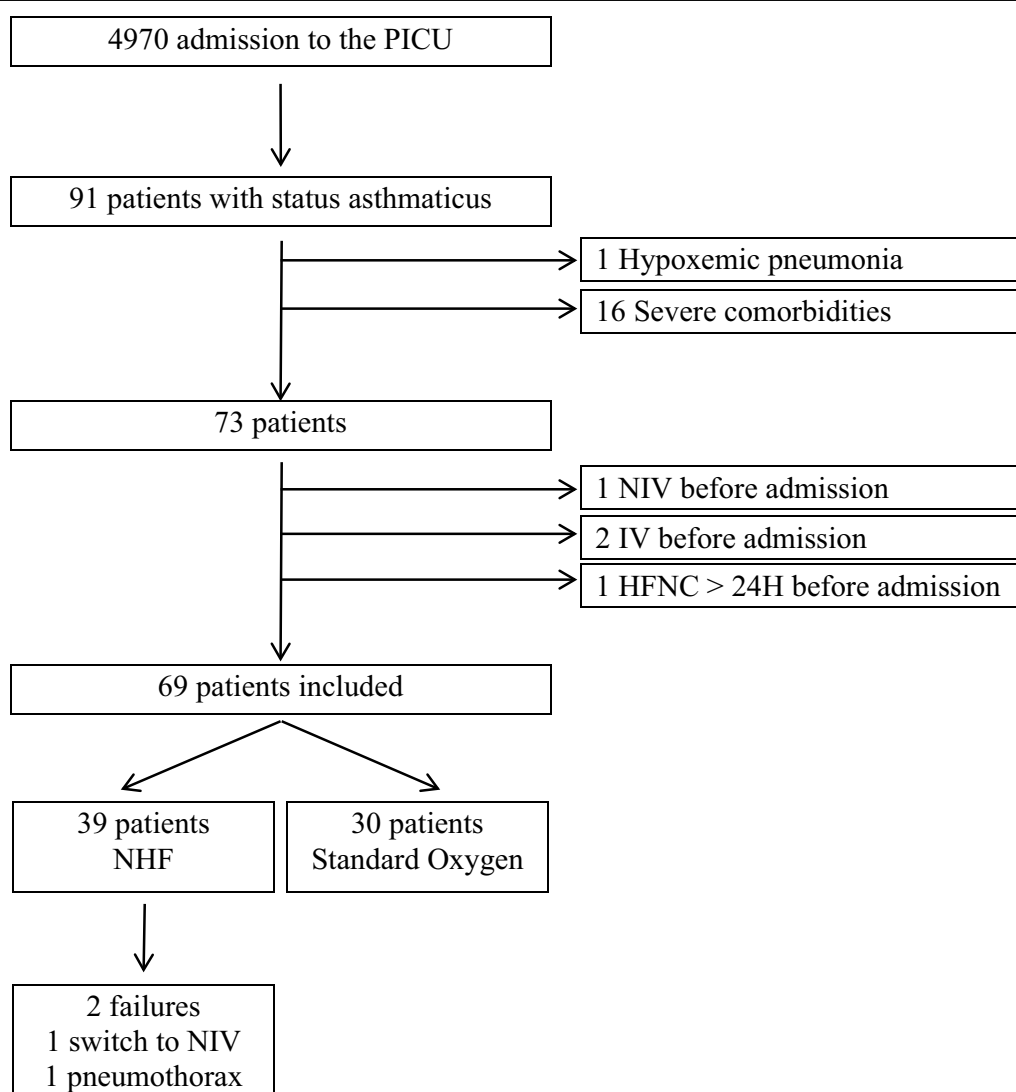 4970 admission to the PICU
91 patients with status asthmaticus
1 Hypoxemic pneumonia
16 Severe comorbidities
73 patients
1 NIV before admission
2 IV before admission
1 HFNC > 24H before admission
69 patients included
39 patients
NHF
30 patients
Standard Oxygen
2 failures
1 switch to NIV
1 pneumothorax